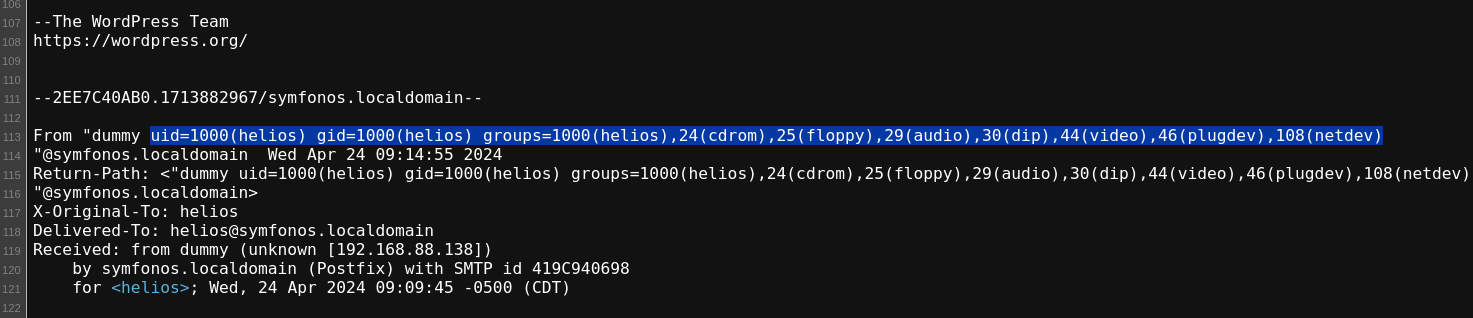 106
107 --The WordPress Team
108 https://wordpress.org/
109
110
111 --2EE7C40AB0.1713882967/symfonos.localdomain--
112
113 From "dummy uid=1000(helios) gid=1000(helios) groups=1000(helios),24(cdrom),25(floppy),29(audio),30(dip),44(video),46(plugdev),108(netdev)
114 "@symfonos.localdomain  Wed Apr 24 09:14:55 2024
115 Return-Path: <"dummy uid=1000(helios) gid=1000(helios) groups=1000(helios),24(cdrom),25(floppy),29(audio),30(dip),44(video),46(plugdev),108(netdev)
116 "@symfonos.localdomain>
117 X-Original-To: helios
118 Delivered-To: helios@symfonos.localdomain
119 Received: from dummy (unknown [192.168.88.138])
120     by symfonos.localdomain (Postfix) with SMTP id 419C940698
121     for <helios>; Wed, 24 Apr 2024 09:09:45 -0500 (CDT)
122